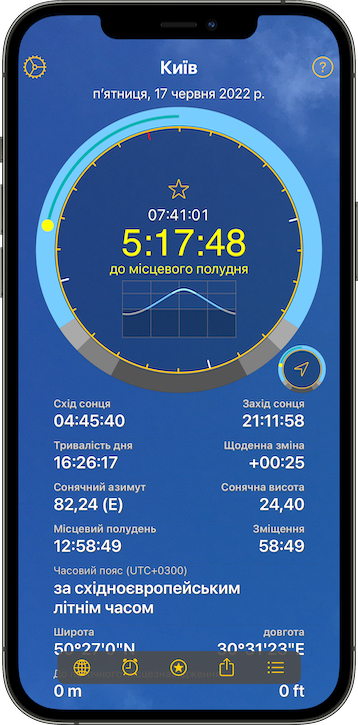 Київ
?
п’ятниця, 17 червня 2022 р.
07:41:01
5:17:48
до місцевого полудня
Схід сонця Захід сонця
04:45:40 21:11:58
Тривалість дня Щоденна зміна
16:26:17 +00:25
Сонячний азимут Сонячна висота
82,24 (E) 24,40
Місцевий полудень Зміщення
12:58:49 58:49
Часовий пояс (UTC+0300)
за східноєвропейським
літнім часом
Широта довгота
50°27'0"N 30°31'23"E
0 m 0 ft